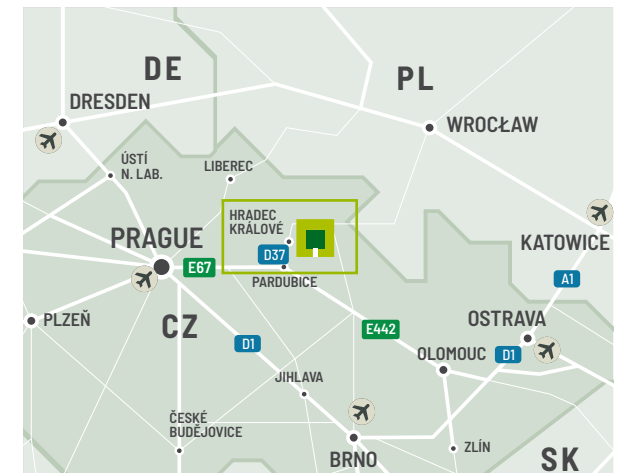 DE
PL
DRESDEN
WROCŁAW
ÚSTÍ
N. LAB.
LIBEREC
HRADEC
KRÁLOVÉ
PRAGUE
D37
KATOWICE
E67
PARDUBICE
A1
PLZEŇ
CZ
E442
OSTRAVA
D1
OLOMOUC
D1
JIHLAVA
ČESKÉ
BUDĚJOVICE
BRNO
ZLÍN
SK